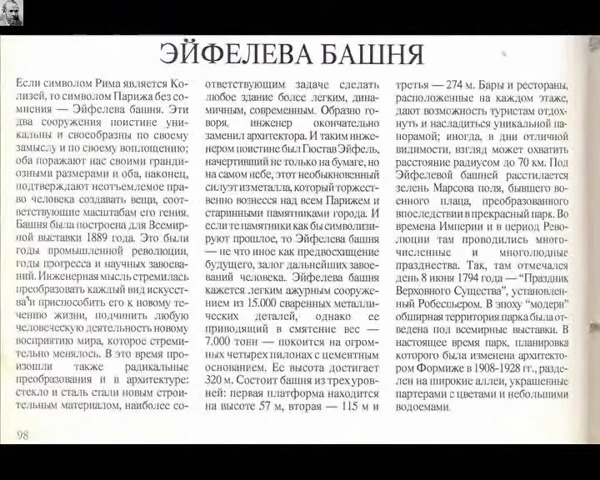 ЭЙФЕЛЕВА БАШНЯ
Если символом Рима является Ко-
лизей, то символом Парижа без со-
мнения — Эйфелева башня. Эти
два сооружения поистине уни-
кальны и своеобразны по своему
замыслу и по своему воплощению;
оба поражают нас своими гранди-
озными размерами и оба, наконец,
подтверждают неотъемлемое пра-
во человека создавать вещи, соот-
ветствующие масштабам его гения.
Башня была построена для Всемир-
ной выставки 1889 года. Это были
годы промышленной революции,
годы прогресса и научных завоева-
ний. Инженерная мысль стремилась
преобразовать каждый вид искусст-
ва и приспособить его к новому те-
чению жизни, подчинить любую
человеческую деятельность новому
восприятию мира, которое стреми-
тельно менялось. В это время про-
изошли также радикальные
преобразования и в архитектуре:
стекло и сталь стали новым строи-
тельным материалом, наиболее со-
ответствующим задаче сделать
любое здание более легким, дина-
мичным, современным. Образно го-
воря, инженер окончательно
заменил архитектора. И таким инже-
нером поистине был Гюстав Эйфель,
начертивший не только на бумаге, но
на самом небе, этот необыкновенный
силуэт из металла, который торжест-
венно вознесся над всем Парижем и
старинными памятниками города. И
если те памятники как бы символизи-
руют прошлое, то Эйфелева башня
— не что иное как предвосхищение
будущего, залог дальнейших завое-
ваний человека. Эйфелева башня
кажется легким ажурным сооруже-
нием из 15.000 сваренных металли-
ческих деталей, однако ее
приводящий в смятение вес —
7.000 тонн — покоится на огром-
ных четырех пилонах с цементным
основанием. Ее высота достигает
320 м. Состоит башня из трех уров-
ней: первая платформа находится
на высоте 57 м, вторая — 115 м и
третья — 274 м. Бары и рестораны,
расположенные на каждом этаже,
дают возможность туристам отдох-
нуть и насладиться уникальной па-
норамой; иногда, в дни отличной
видимости, взгляд может охватить
расстояние радиусом до 70 км. Под
Эйфелевой башней расстилается
зелень Марсова поля, бывшего во-
енного плаца, преобразованного
впоследствии в прекрасный парк. Во
времена Империи и в период Рево-
люции там проводились много-
численные и многолюдные
празднества. Так, там отмечался
день 8 июня 1794 года — "Праздник
Верховного Существа", установлен-
ный Робеспьером. В эпоху "модерн"
обширная территория парка была от-
ведена под всемирные выставки. В
настоящее время парк, планировка
которого была изменена архитекто-
ром Формиже в 1908-1928 гг., разде-
лен на широкие аллеи, украшенные
партерами с цветами и небольшими
водоемами.
98